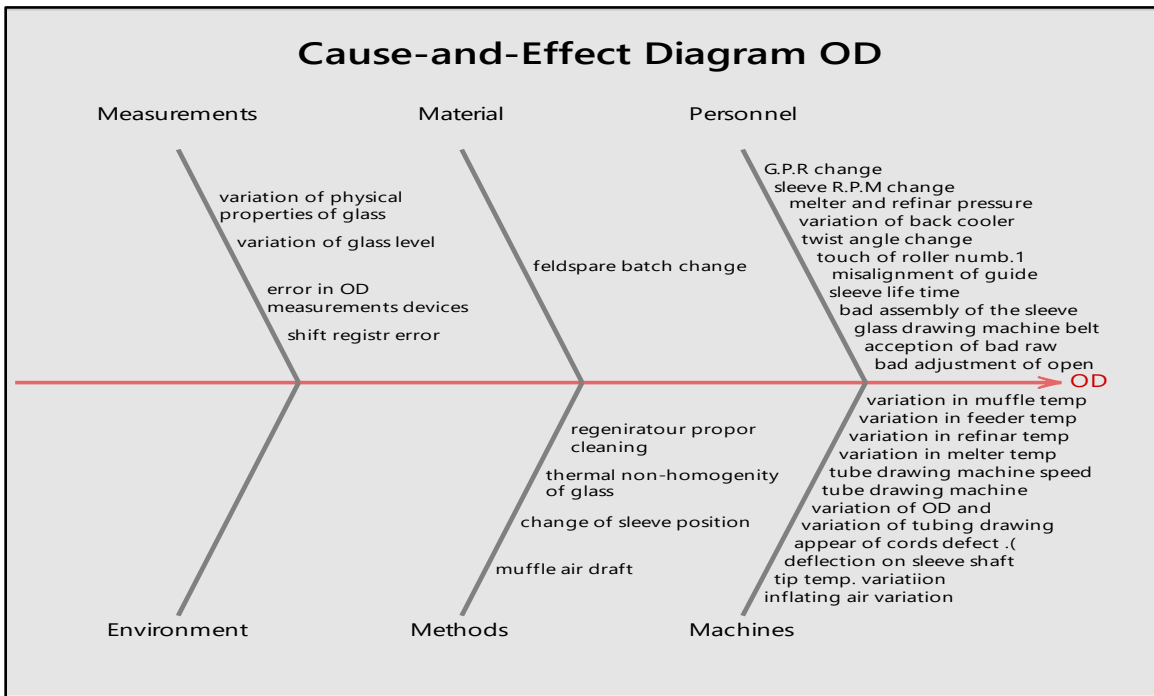 Cause-and-Effect Diagram OD
Measurements
Material
Personnel
variation of physical
properties of glass
variation of glass level
error in OD
measurements devices
shift registr error
feldspare batch change
G.P.R change
sleeve R.P.M change
melter and refinar pressure
variation of back cooler
twist angle change
touch of roller numb.1
misalignment of guide
sleeve life time
bad assembly of the sleeve
glass drawing machine belt
acception of bad raw
bad adjustment of open
OD
regeniratour propor
cleaning
thermal non-homogenity
of glass
change of sleeve position
muffle air draft
variation in muffle temp
variation in feeder temp
variation in refinar temp
variation in melter temp
tube drawing machine speed
tube drawing machine
variation of OD and
variation of tubing drawing
appear of cords defect .(
deflection on sleeve shaft
tip temp. variatiion
inflating air variation
Environment
Methods
Machines